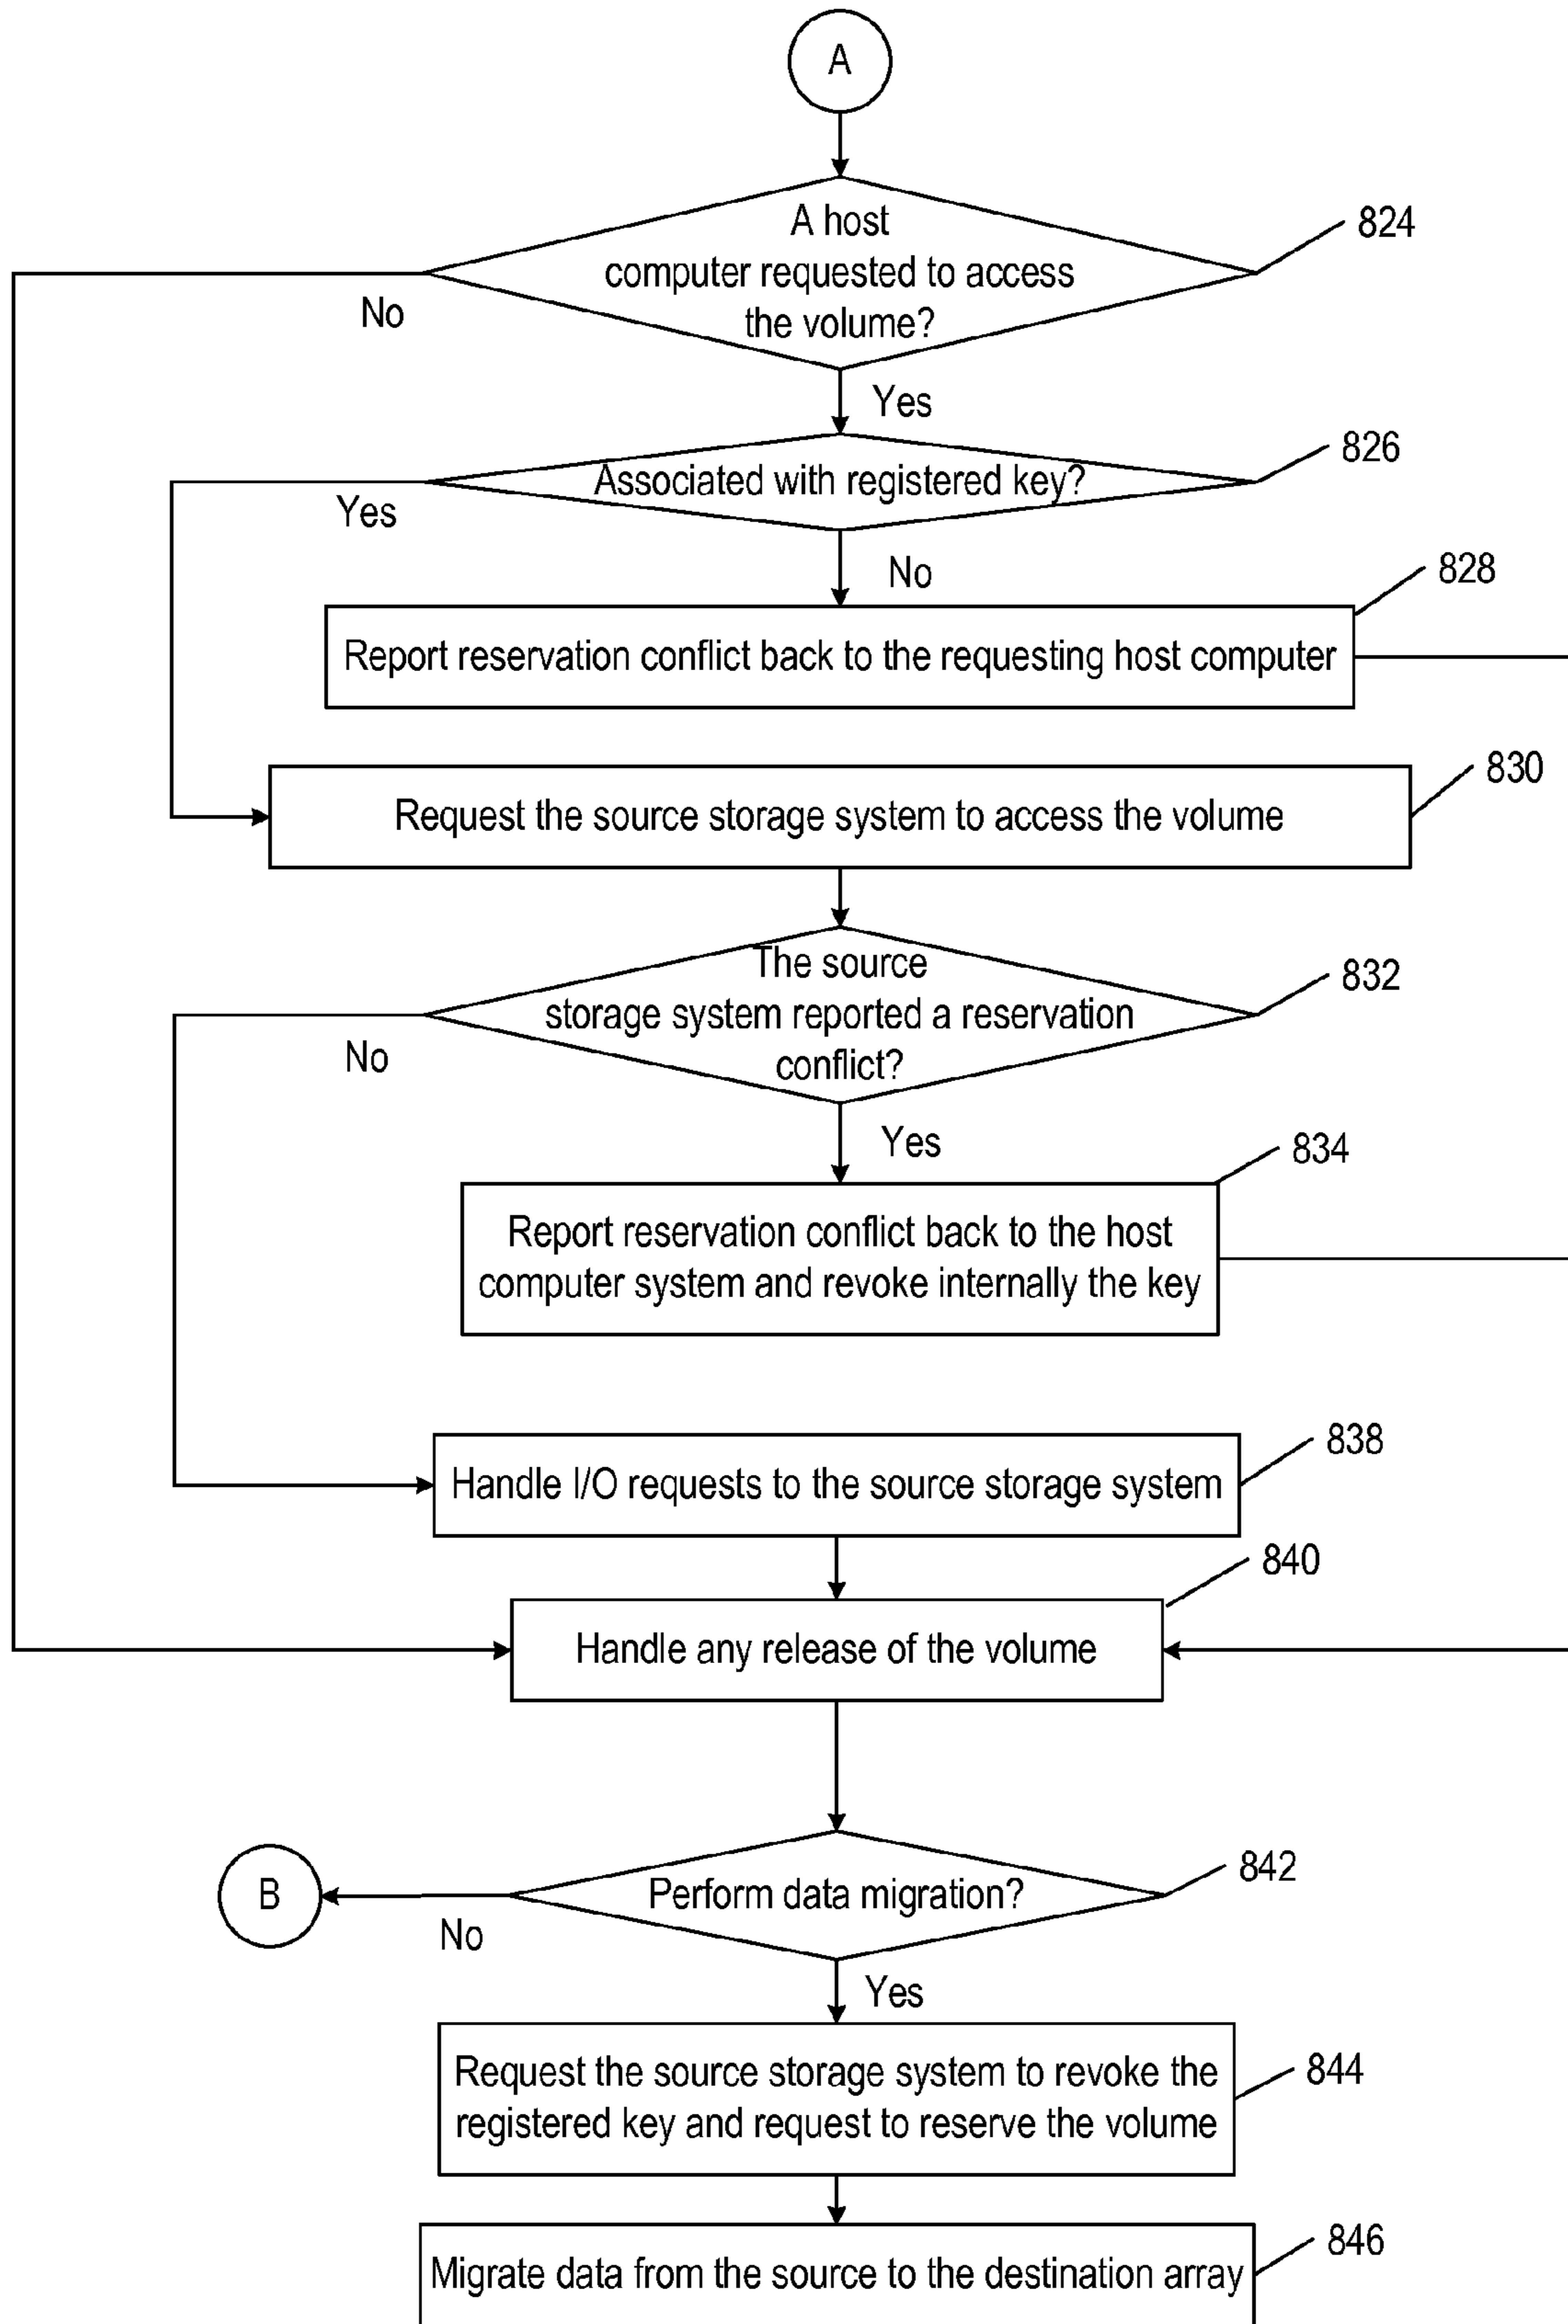 A
A host
computer requested to access
the volume?
824
No
Yes
Associated with registered key?
826
Yes
No
828
Report reservation conflict back to the requesting host computer
830
Request the source storage system to access the volume
The source
storage system reported a reservation
conflict?
832
No
Yes
834
Report reservation conflict back to the host
computer system and revoke internally the key
838
Handle I/O requests to the source storage system
840
Handle any release of the volume
842
Perform data migration?
B
No
Yes
Request the source storage system to revoke the
registered key and request to reserve the volume
844
846
Migrate data from the source to the destination array